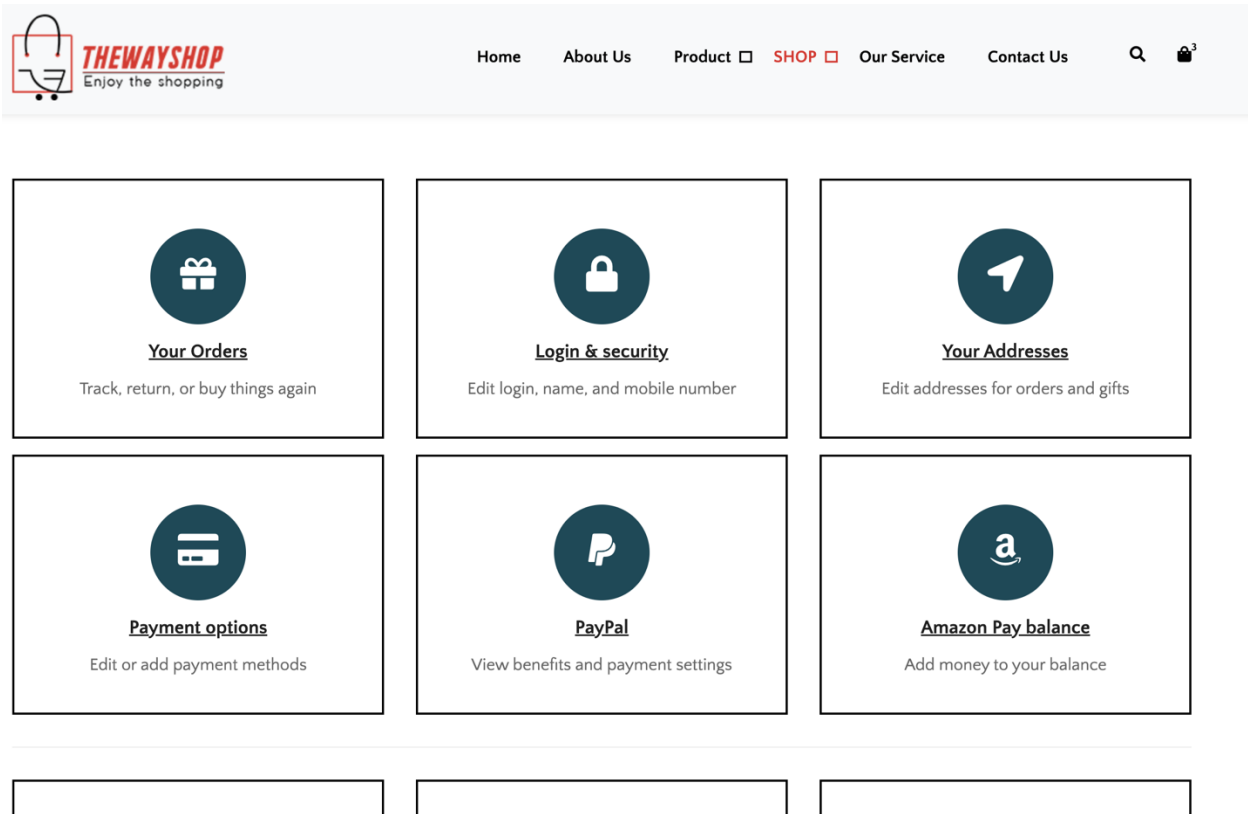 THEWAYSHOP
Enjoy the shopping
Home About Us Product SHOP Our Service Contact Us 3
Your Orders
Track, return, or buy things again
Login & security
Edit login, name, and mobile number
Your Addresses
Edit addresses for orders and gifts
Payment options
Edit or add payment methods
PayPal
View benefits and payment settings
a
Amazon Pay balance
Add money to your balance